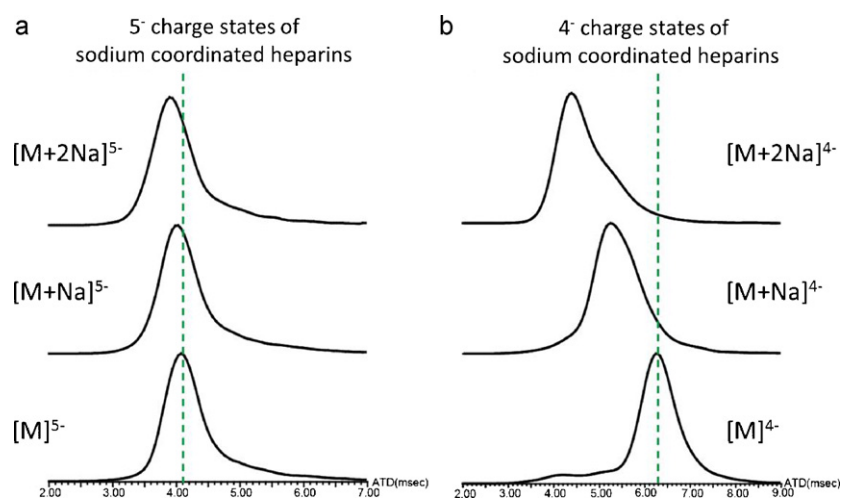 a
5- charge states of
sodium coordinated heparins
[M+2Na]5-
[M+Na]5-
[M]5-
2.00 3.00 4.00 5.00 6.00 7.00 ATD(msec)
b
4- charge states of
sodium coordinated heparins
[M+2Na]4-
[M+Na]4-
[M]4-
2.00 3.00 4.00 5.00 6.00 7.00 8.00 9.00 ATD(msec)